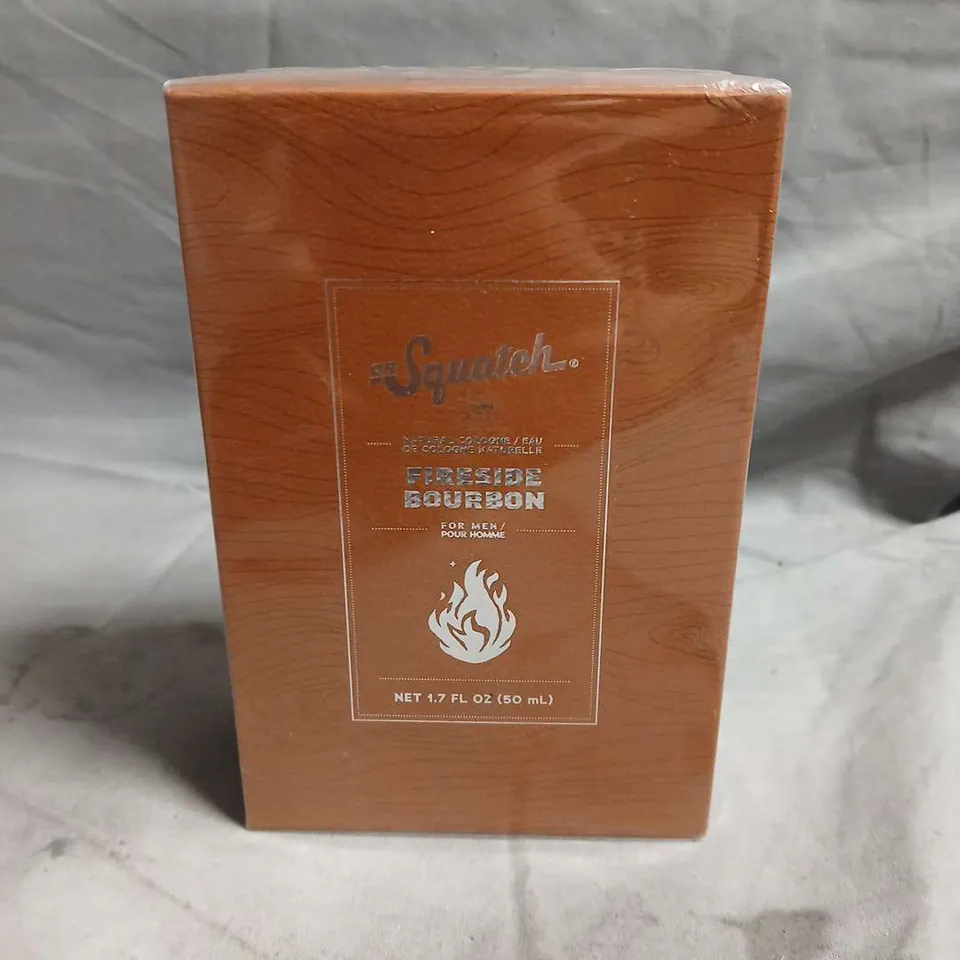 DR. Squatch®
NATURAL COLOGNE / EAU
DE COLOGNE NATURELLE
FIRESIDE
BOURBON
FOR MEN /
POUR HOMME
NET 1.7 FL OZ (50 mL)